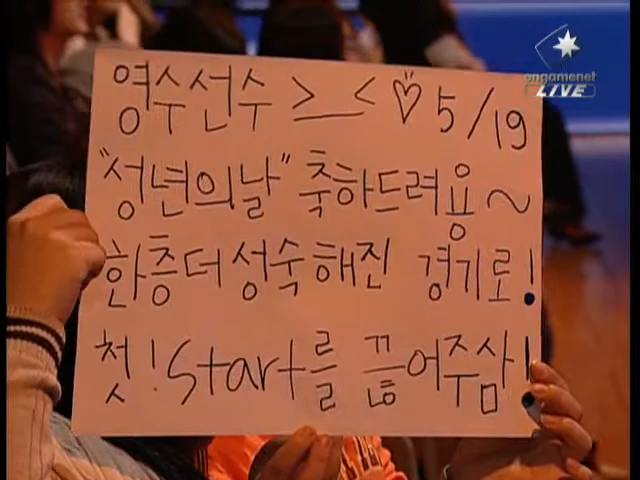 ongamenet
LIVE
영수선수 >_< ♡ 5/19
"성년의날" 축하드려용~
한층더성숙해진 경기로!
첫! Start를 끊어주삼!